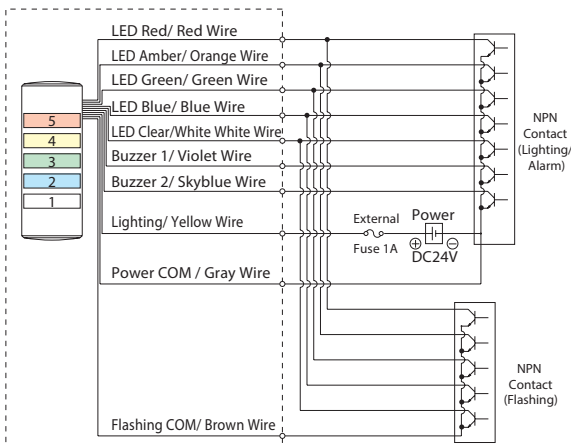 LED Red/ Red Wire
LED Amber/ Orange Wire
LED Green/ Green Wire
LED Blue/ Blue Wire
LED Clear/White White Wire
Buzzer 1/ Violet Wire
Buzzer 2/ Skyblue Wire
Lighting/ Yellow Wire
Power COM / Gray Wire
Flashing COM/ Brown Wire
5
4
3
2
1
External
Fuse 1A
Power
⊕ ⊖
DC24V
NPN
Contact
(Lighting/
Alarm)
NPN
Contact
(Flashing)